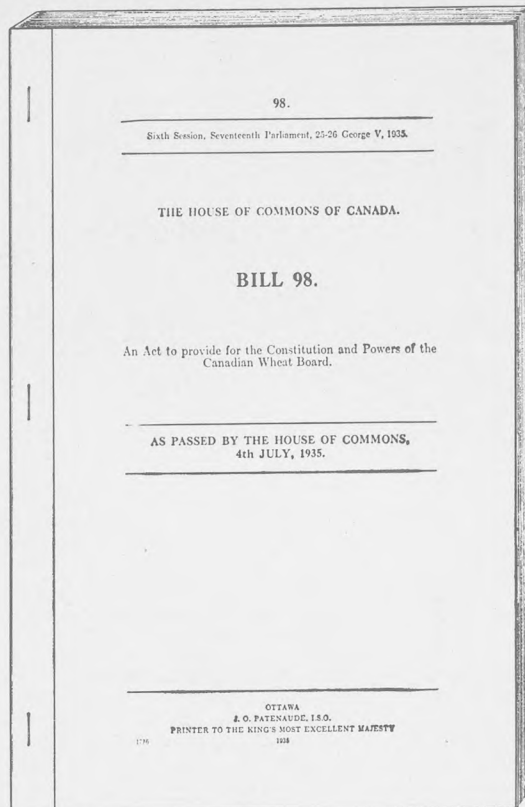 98.
Sixth Session, Seventeenth Parliament, 25-26 George V, 1935.
THE HOUSE OF COMMONS OF CANADA.
BILL 98.
An Act to provide for the Constitution and Powers of the
Canadian Wheat Board.
AS PASSED BY THE HOUSE OF COMMONS,
4th JULY, 1935.
OTTAWA
J. O. PATENAUDE, I.S.O.
PRINTER TO THE KING'S MOST EXCELLENT MAJESTY
1935